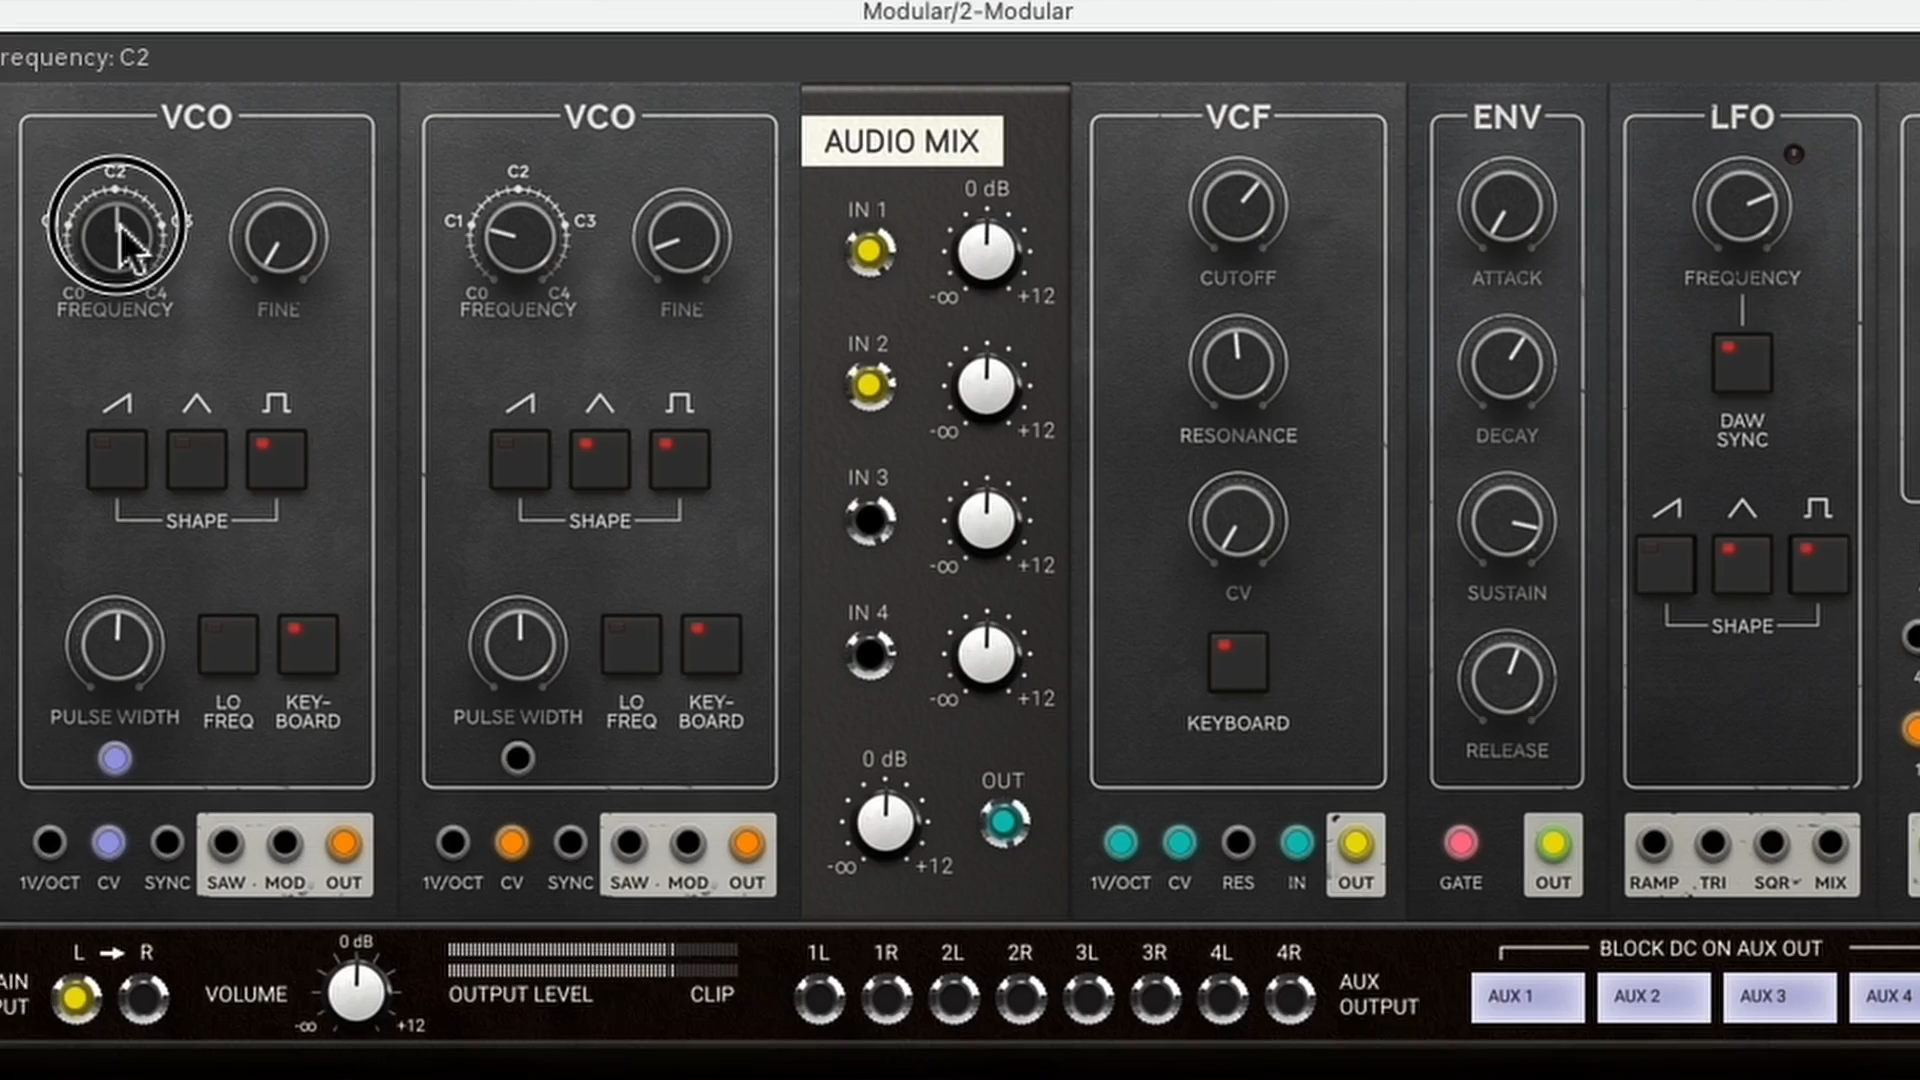 Modular/2-Modular
requency: C2
VCO
C2
C0
C4
FREQUENCY
FINE
SHAPE
PULSE WIDTH
LO FREQ
KEY-BOARD
1V/OCT
CV
SYNC
SAW
MOD
OUT
VCO
C2
C1
C3
C0
C4
FREQUENCY
FINE
SHAPE
PULSE WIDTH
LO FREQ
KEY-BOARD
1V/OCT
CV
SYNC
SAW
MOD
OUT
AUDIO MIX
0 dB
IN 1
-∞
+12
IN 2
-∞
+12
IN 3
-∞
+12
IN 4
-∞
+12
0 dB
OUT
-∞
+12
VCF
CUTOFF
RESONANCE
CV
KEYBOARD
1V/OCT
CV
RES
IN
OUT
ENV
ATTACK
DECAY
SUSTAIN
RELEASE
GATE
OUT
LFO
FREQUENCY
DAW
SYNC
SHAPE
RAMP
TRI
SQR
MIX
L
R
VOLUME
0 dB
-∞
+12
OUTPUT LEVEL
CLIP
1L
1R
2L
2R
3L
3R
4L
4R
AUX
OUTPUT
BLOCK DC ON AUX OUT
AUX 1
AUX 2
AUX 3
AUX 4